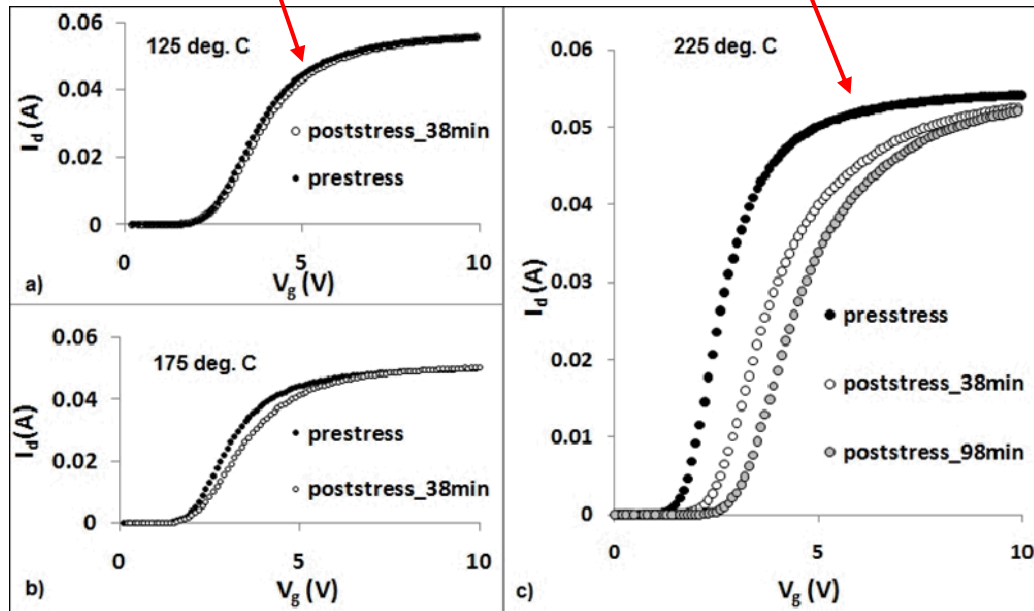 0.06
125 deg. C
0.04
I_d (A)
poststress_38min
0.02
prestress
0
0 5 10
V_g (V)
a)
0.06
175 deg. C
0.04
I_d(A)
prestress
0.02
poststress_38min
0
0 5 10
V_g (V)
b)
0.06
225 deg. C
0.05
0.04
I_d (A)
0.03
presstress
0.02
poststress_38min
0.01
poststress_98min
0
0 5 10
V_g (V)
c)